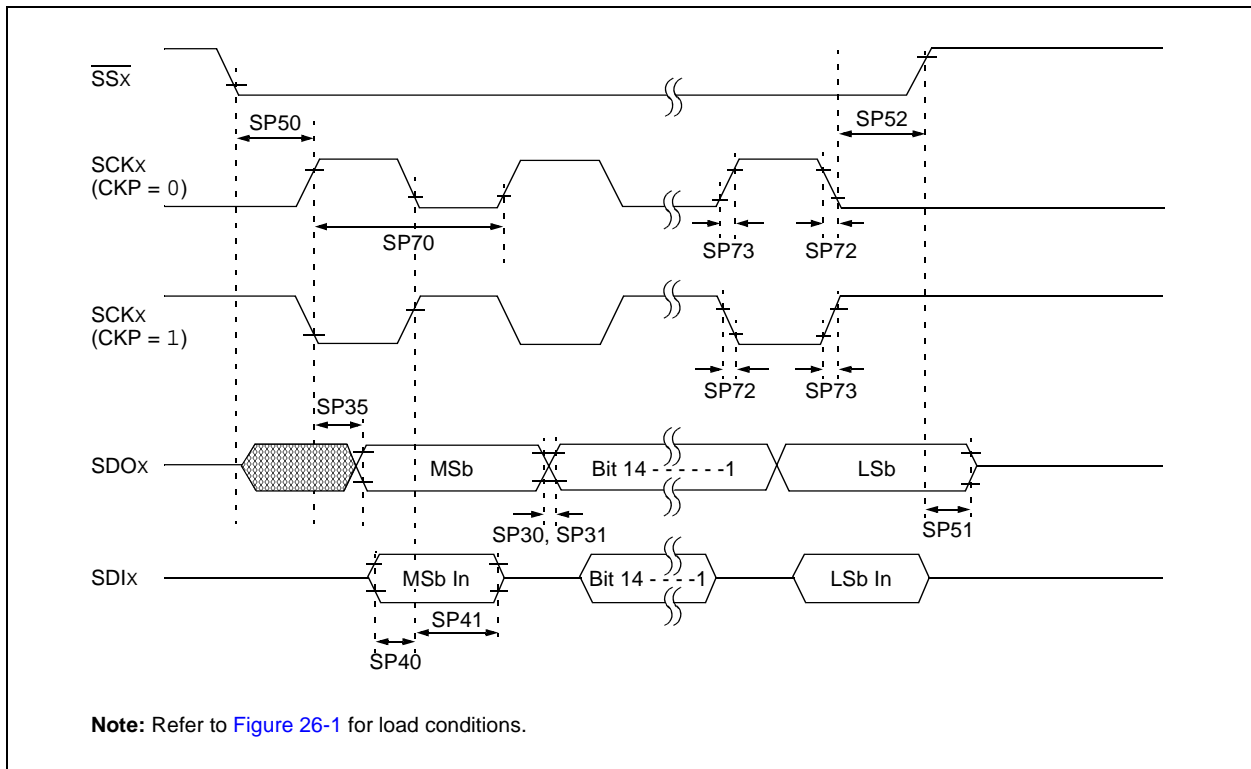 SSX
SP50
SP52
SCKX
(CKP = 0)
SP70
SP73
SP72
SCKX
(CKP = 1)
SP72
SP73
SP35
SDOX
MSb
Bit 14 - - - - - -1
LSb
SP30, SP31
SP51
SDIX
MSb In
Bit 14 - - - -1
LSb In
SP41
SP40
Note: Refer to Figure 26-1 for load conditions.